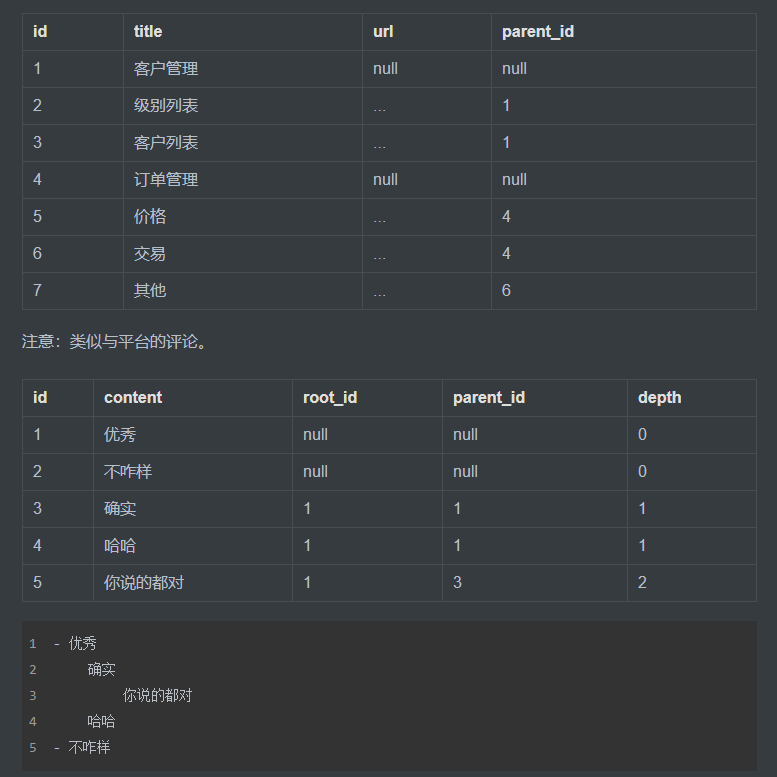 id title url parent_id
1 客户管理 null null
2 级别列表 ... 1
3 客户列表 ... 1
4 订单管理 null null
5 价格 ... 4
6 交易 ... 4
7 其他 ... 6
注意：类似与平台的评论。
id content root_id parent_id depth
1 优秀 null null 0
2 不咋样 null null 0
3 确实 1 1 1
4 哈哈 1 1 1
5 你说的都对 1 3 2
1 - 优秀
2 确实
3 你说的都对
4 哈哈
5 - 不咋样